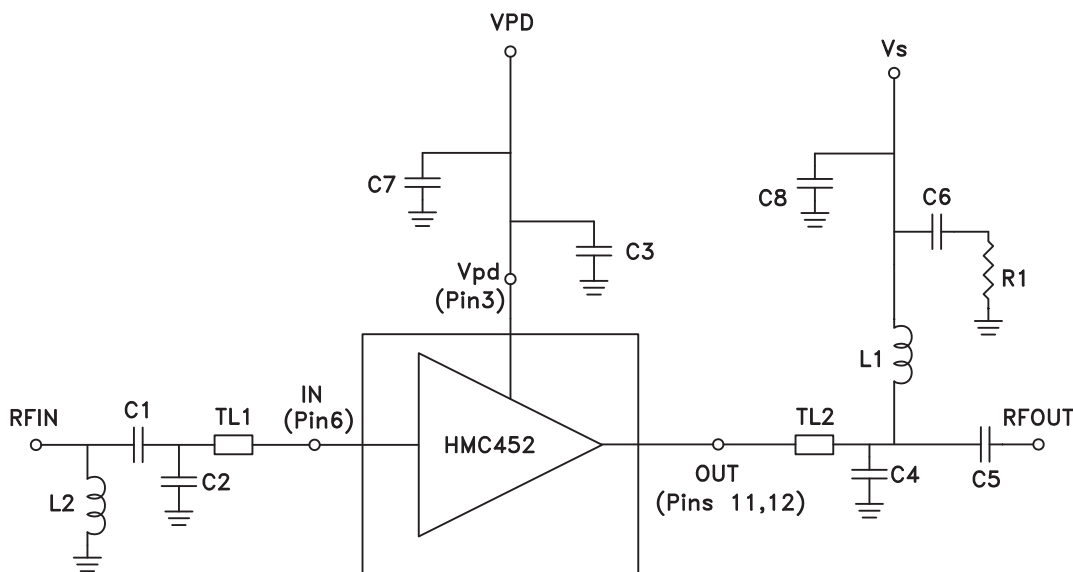 VPD
Vs
C7
C8
C6
C3
Vpd
(Pin3)
R1
L1
RFIN
C1
TL1
IN
(Pin6)
HMC452
TL2
RFOUT
L2
C2
OUT
(Pins 11,12)
C4
C5